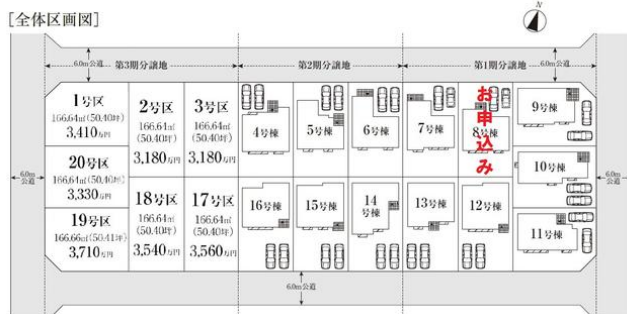 [全体区画図]
N
6.0m公道
6.0m公道
第3期分譲地
第2期分譲地
第1期分譲地
1号区
166.64㎡(50.40坪)
3,410万円
2号区
166.64㎡
(50.40坪)
3,180万円
3号区
166.64㎡
(50.40坪)
3,180万円
4号棟
5号棟
6号棟
7号棟
8号棟
お申込み
9号棟
6.0m
公道
20号区
166.64㎡(50.40坪)
3,330万円
10号棟
6.0m
公道
19号区
166.66㎡(50.41坪)
3,710万円
18号区
166.64㎡
(50.40坪)
3,540万円
17号区
166.64㎡
(50.40坪)
3,560万円
16号棟
15号棟
14
号棟
13号棟
12号棟
11号棟
6.0m公道